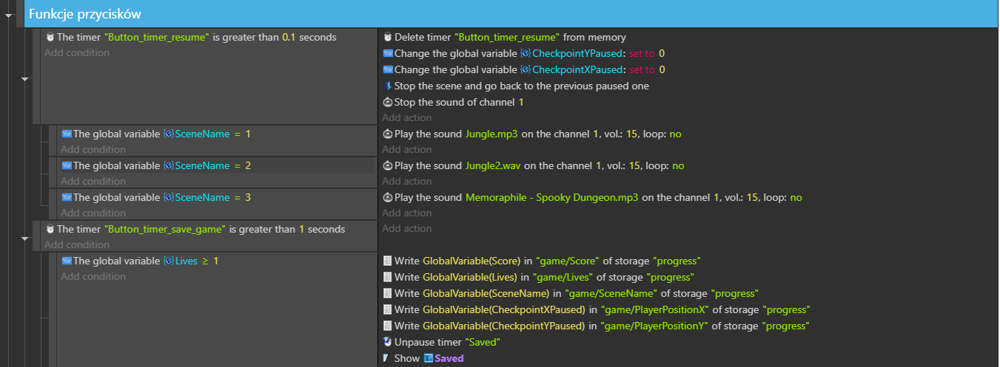 Funkcje przycisków
The timer "Button_timer_resume" is greater than 0.1 seconds
Add condition
Delete timer "Button_timer_resume" from memory
Change the global variable CheckpointYPaused: set to 0
Change the global variable CheckpointXPaused: set to 0
Stop the scene and go back to the previous paused one
Stop the sound of channel 1
Add action
Var The global variable SceneName = 1
Add condition
Play the sound Jungle.mp3 on the channel 1, vol.: 15, loop: no
Add action
Var The global variable SceneName = 2
Add condition
Play the sound Jungle2.wav on the channel 1, vol.: 15, loop: no
Add action
Var The global variable SceneName = 3
Add condition
Play the sound Memoraphile - Spooky Dungeon.mp3 on the channel 1, vol.: 15, loop: no
Add action
The timer "Button_timer_save_game" is greater than 1 seconds
Add condition
Add action
Var The global variable Lives ≥ 1
Add condition
Write GlobalVariable(Score) in "game/Score" of storage "progress"
Write GlobalVariable(Lives) in "game/Lives" of storage "progress"
Write GlobalVariable(SceneName) in "game/SceneName" of storage "progress"
Write GlobalVariable(CheckpointXPaused) in "game/PlayerPositionX" of storage "progress"
Write GlobalVariable(CheckpointYPaused) in "game/PlayerPositionY" of storage "progress"
Unpause timer "Saved"
Show Saved